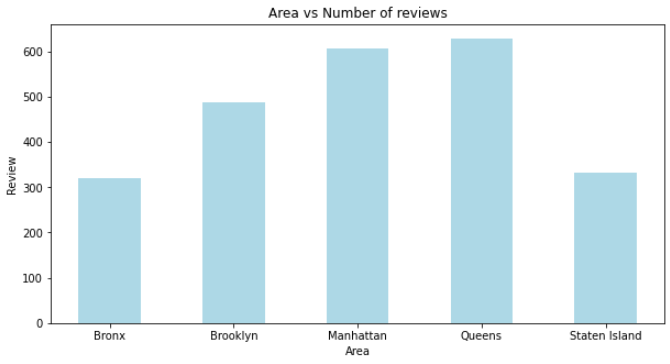 Area vs Number of reviews
600
500
400
300
200
100
0
Review
Bronx Brooklyn Manhattan Queens Staten Island
Area